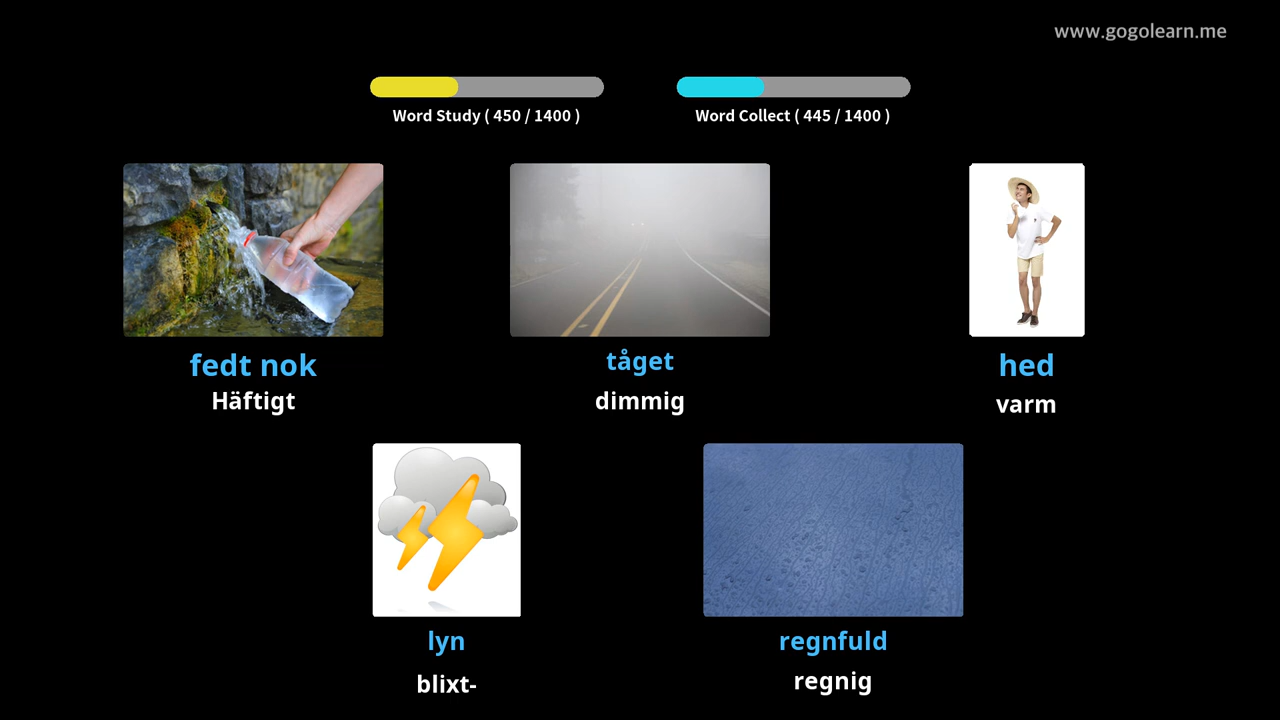 www.gogolearn.me
Word Study ( 450 / 1400 )
Word Collect ( 445 / 1400 )
fedt nok
Häftigt
tåget
dimmig
hed
varm
lyn
blixt-
regnfuld
regnig